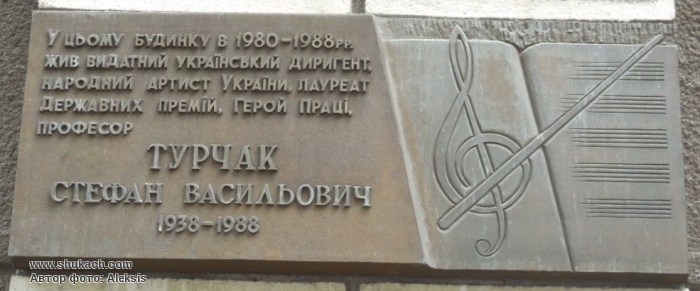 У цьому будинку в 1980-1988рр.
жив видатний український диригент,
народний артист України, лауреат
Державних премій, Герой Праці,
професор
ТУРЧАК
СТЕФАН ВАСИЛЬОВИЧ
1938-1988
www.shukach.com
Автор фото: Aleksis